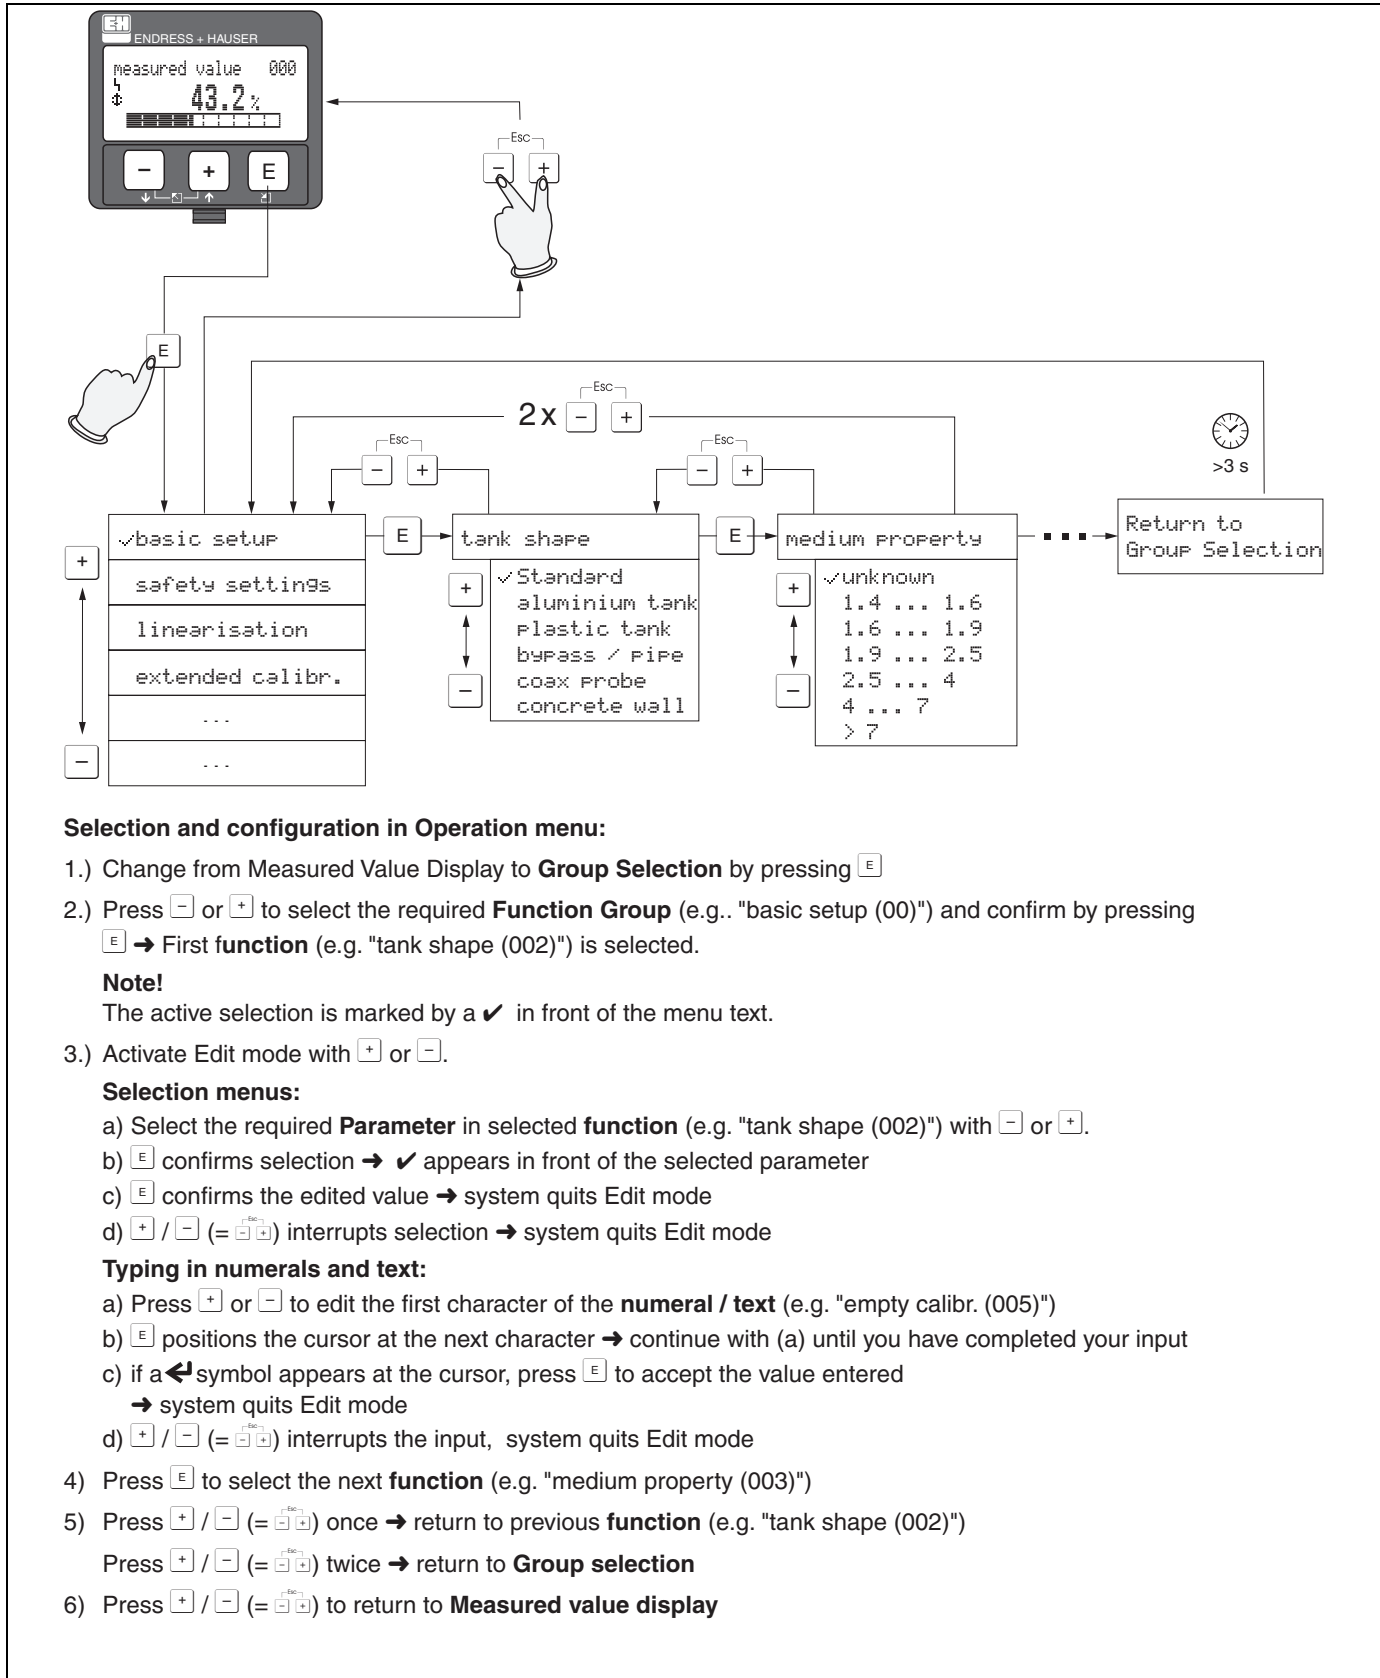 E+H
ENDRESS + HAUSER
measured value 000
43.2 %
– + E
Esc
– +
E
Esc
2 x – +
Esc
– +
Esc
– +
>3 s
✓basic setup
safety settings
linearisation
extended calibr.
...
...
+
–
E
tank shape
✓Standard
aluminium tank
plastic tank
bypass / pipe
coax probe
concrete wall
+
–
E
medium property
✓unknown
1.4 ... 1.6
1.6 ... 1.9
1.9 ... 2.5
2.5 ... 4
4 ... 7
> 7
+
–
Return to
Group Selection
Selection and configuration in Operation menu:
1.) Change from Measured Value Display to Group Selection by pressing E
2.) Press – or + to select the required Function Group (e.g.. "basic setup (00)") and confirm by pressing
E ➜ First function (e.g. "tank shape (002)") is selected.
Note!
The active selection is marked by a ✔ in front of the menu text.
3.) Activate Edit mode with + or –.
Selection menus:
a) Select the required Parameter in selected function (e.g. "tank shape (002)") with – or +.
b) E confirms selection ➜ ✔ appears in front of the selected parameter
c) E confirms the edited value ➜ system quits Edit mode
d) + / – (= Esc – +) interrupts selection ➜ system quits Edit mode
Typing in numerals and text:
a) Press + or – to edit the first character of the numeral / text (e.g. "empty calibr. (005)")
b) E positions the cursor at the next character ➜ continue with (a) until you have completed your input
c) if a ↵ symbol appears at the cursor, press E to accept the value entered
➜ system quits Edit mode
d) + / – (= Esc – +) interrupts the input, system quits Edit mode
4) Press E to select the next function (e.g. "medium property (003)")
5) Press + / – (= Esc – +) once ➜ return to previous function (e.g. "tank shape (002)")
Press + / – (= Esc – +) twice ➜ return to Group selection
6) Press + / – (= Esc – +) to return to Measured value display